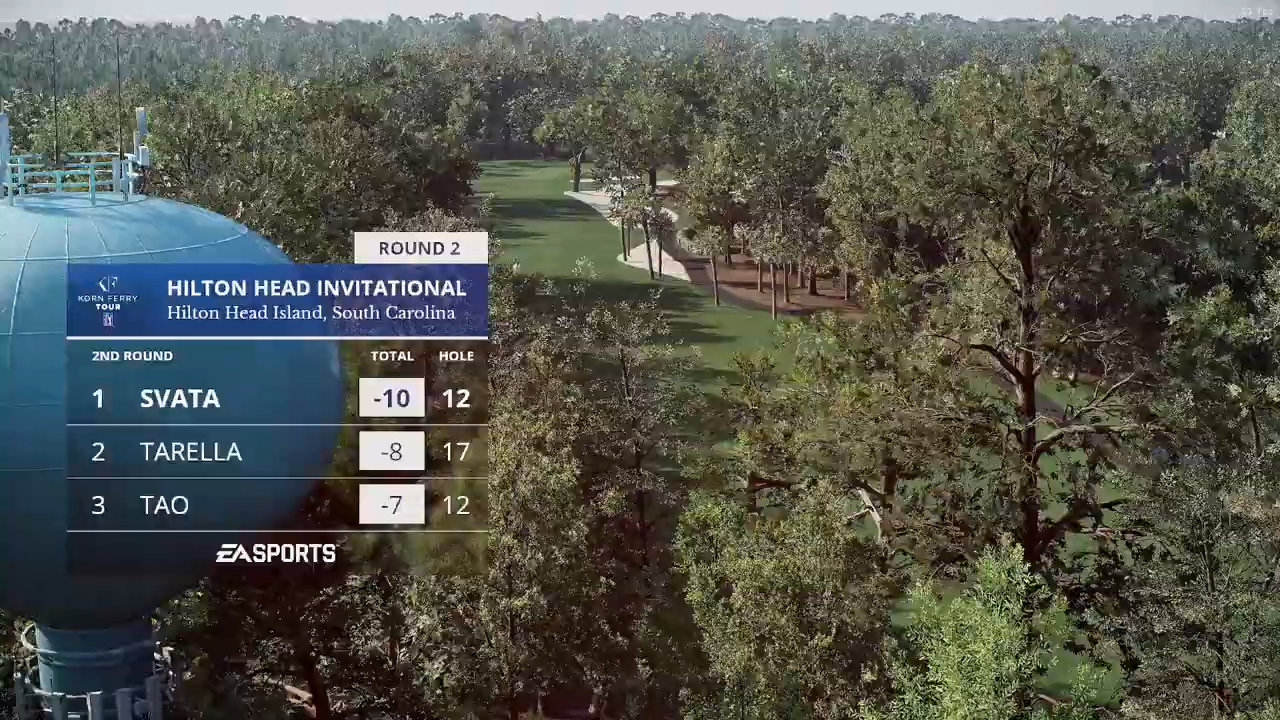 ROUND 2
KORN FERRY
TOUR
HILTON HEAD INVITATIONAL
Hilton Head Island, South Carolina
2ND ROUND TOTAL HOLE
1 SVATA -10 12
2 TARELLA -8 17
3 TAO -7 12
EA SPORTS